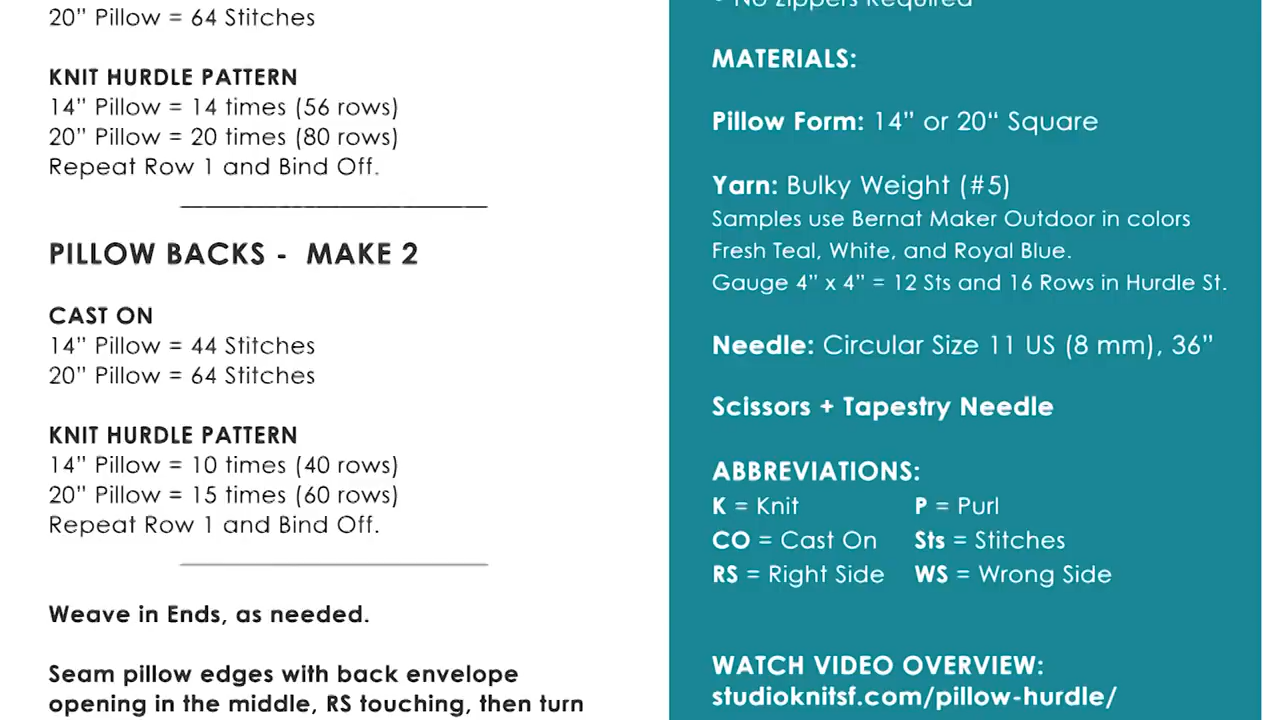 20” Pillow = 64 Stitches
KNIT HURDLE PATTERN
14” Pillow = 14 times (56 rows)
20” Pillow = 20 times (80 rows)
Repeat Row 1 and Bind Off.
PILLOW BACKS - MAKE 2
CAST ON
14” Pillow = 44 Stitches
20” Pillow = 64 Stitches
KNIT HURDLE PATTERN
14” Pillow = 10 times (40 rows)
20” Pillow = 15 times (60 rows)
Repeat Row 1 and Bind Off.
Weave in Ends, as needed.
Seam pillow edges with back envelope
opening in the middle, RS touching, then turn
• No Zippers Required
MATERIALS:
Pillow Form: 14” or 20“ Square
Yarn: Bulky Weight (#5)
Samples use Bernat Maker Outdoor in colors
Fresh Teal, White, and Royal Blue.
Gauge 4” x 4” = 12 Sts and 16 Rows in Hurdle St.
Needle: Circular Size 11 US (8 mm), 36”
Scissors + Tapestry Needle
ABBREVIATIONS:
K = Knit P = Purl
CO = Cast On Sts = Stitches
RS = Right Side WS = Wrong Side
WATCH VIDEO OVERVIEW:
studioknitsf.com/pillow-hurdle/